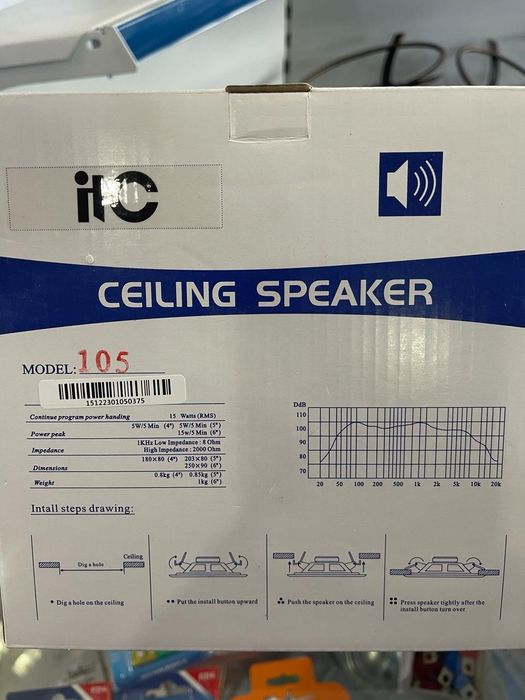 itc
CEILING SPEAKER
MODEL: 105
15122301050375
Continue program power handing 15 Watts (RMS)
5W/5 Min (4") 5W/5 Min (5")
Power peak 15w/5 Min (6")
1KHz Low Impedance : 8 Ohm
Impedance High Impedance : 2000 Ohm
180×80 (4") 203×80 (5")
Dimensions 250×90 (6")
0.8kg (4") 0.85kg (5")
Weight 1kg (6")
DdB
110
100
90
80
70
20 50 100 200 500 1k 2k 5k 10k 20k
Intall steps drawing:
Dig a hole
Ceiling
Dig a hole on the ceiling
Put the install button upward
Push the speaker on the ceiling
Press speaker tightly after the
install button turn over